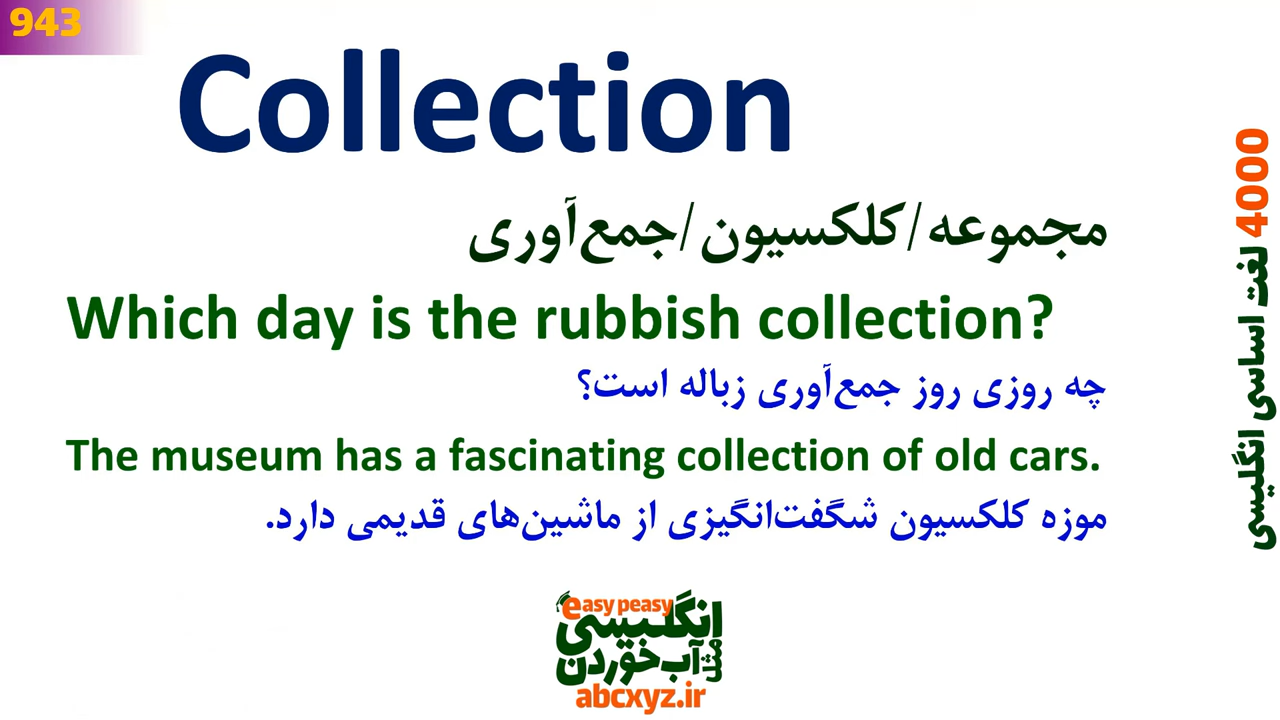 943
Collection
مجموعه/کلکسیون/جمع‌آوری
Which day is the rubbish collection?
چه روزی روز جمع‌آوری زباله است؟
The museum has a fascinating collection of old cars.
موزه کلکسیون شگفت‌انگیزی از ماشین‌های قدیمی دارد.
4000 لغت اساسی انگلیسی
easy peasy
انگلیسی
مثل آب خوردن
abcxyz.ir